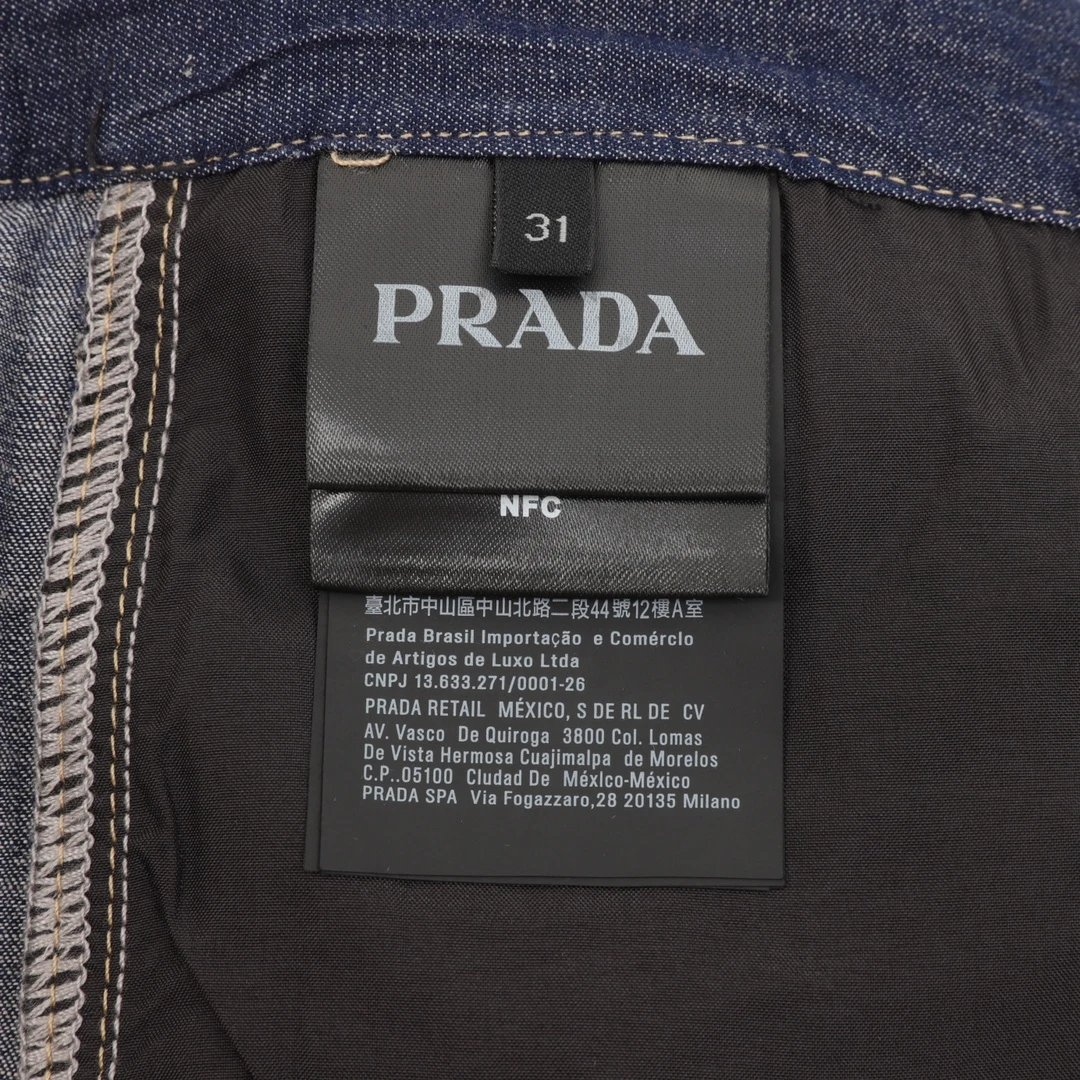 31
PRADA
NFC
臺北市中山區中山北路二段44號12樓A室
Prada Brasil Importação e Comérclo
de Artigos de Luxo Ltda
CNPJ 13.633.271/0001-26
PRADA RETAIL MÉXICO, S DE RL DE CV
AV. Vasco De Quiroga 3800 Col. Lomas
De Vista Hermosa Cuajimalpa de Morelos
C.P..05100 Cludad De Méxlco-México
PRADA SPA Via Fogazzaro,28 20135 Milano